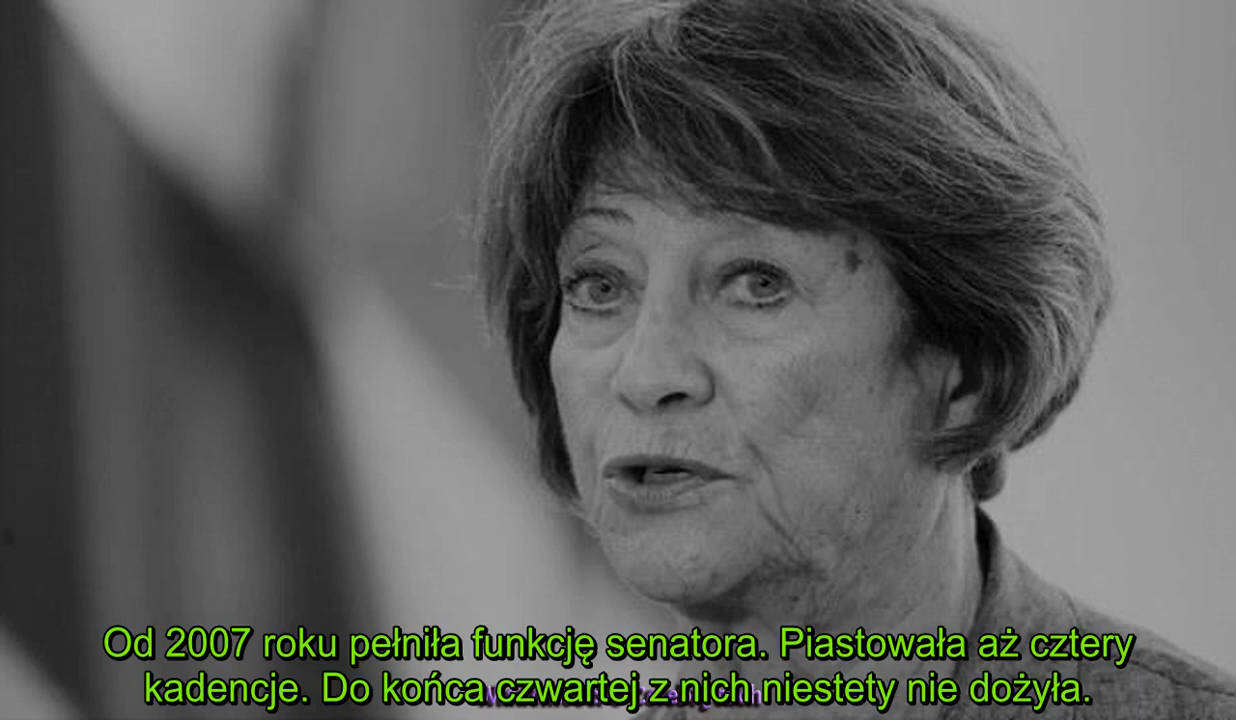 Od 2007 roku pełniła funkcję senatora. Piastowała aż cztery
kadencje. Do końca czwartej z nich niestety nie dożyła.